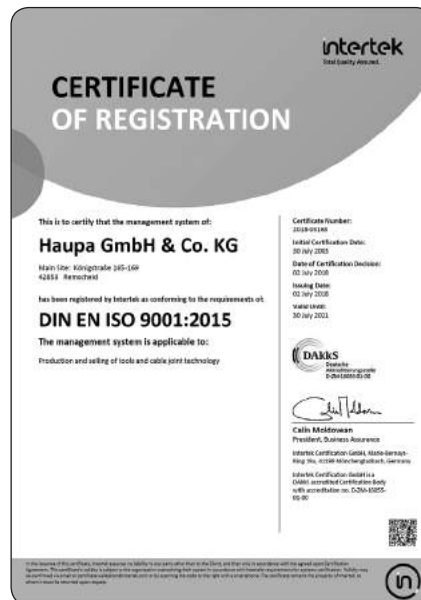 intertek
Total Quality. Assured.
CERTIFICATE
OF REGISTRATION
This is to certify that the management system of:
Haupa GmbH & Co. KG
Main Site: Königstraße 165-169
42853 Remscheid
has been registered by Intertek as conforming to the requirements of:
DIN EN ISO 9001:2015
The management system is applicable to:
Production and selling of tools and cable joint technology
Certificate Number:
Initial Certification Date:
30 July 2003
Date of Certification Decision:
02 July 2018
Issuing Date:
02 July 2018
Valid Until:
30 July 2021
DAkkS
Deutsche
Akkreditierungsstelle
D-ZM-16055-01-00
Calin Moldovean
President, Business Assurance
Intertek Certification GmbH, Marie-Bernays-
Ring 19a, 41199 Mönchengladbach, Germany
Intertek Certification GmbH is a
DAkkS accredited Certification Body
with accreditation no. D-ZM-16055-
01-00
in